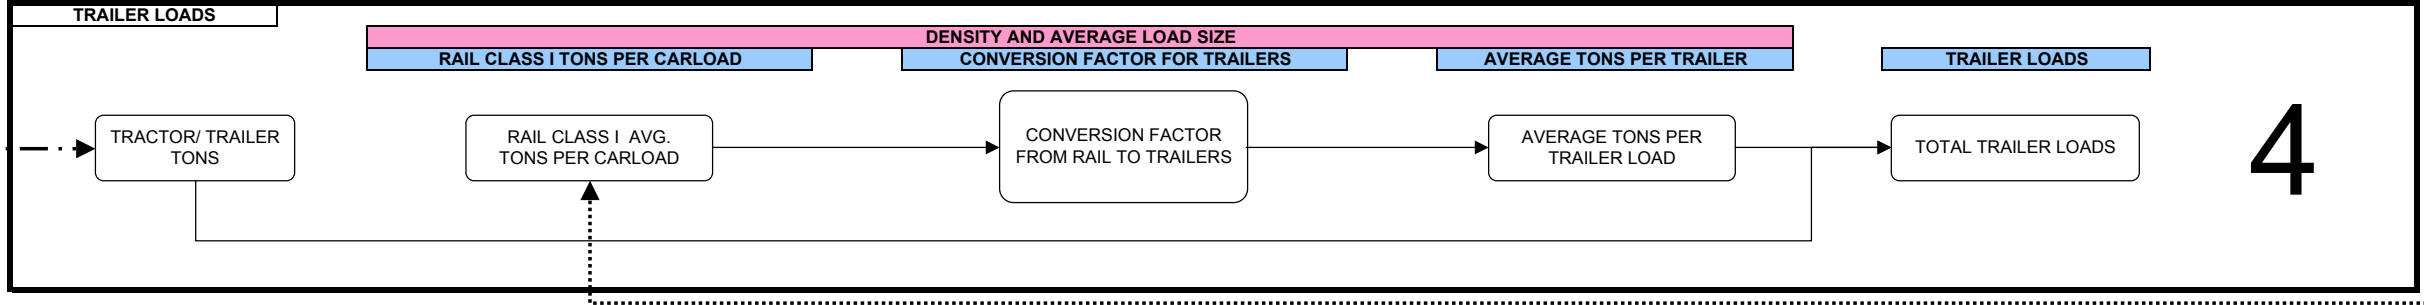 TRAILER LOADS
DENSITY AND AVERAGE LOAD SIZE
RAIL CLASS I TONS PER CARLOAD
CONVERSION FACTOR FOR TRAILERS
AVERAGE TONS PER TRAILER
TRAILER LOADS
TRACTOR/ TRAILER
TONS
RAIL CLASS I  AVG.
TONS PER CARLOAD
CONVERSION FACTOR
FROM RAIL TO TRAILERS
AVERAGE TONS PER
TRAILER LOAD
TOTAL TRAILER LOADS
4